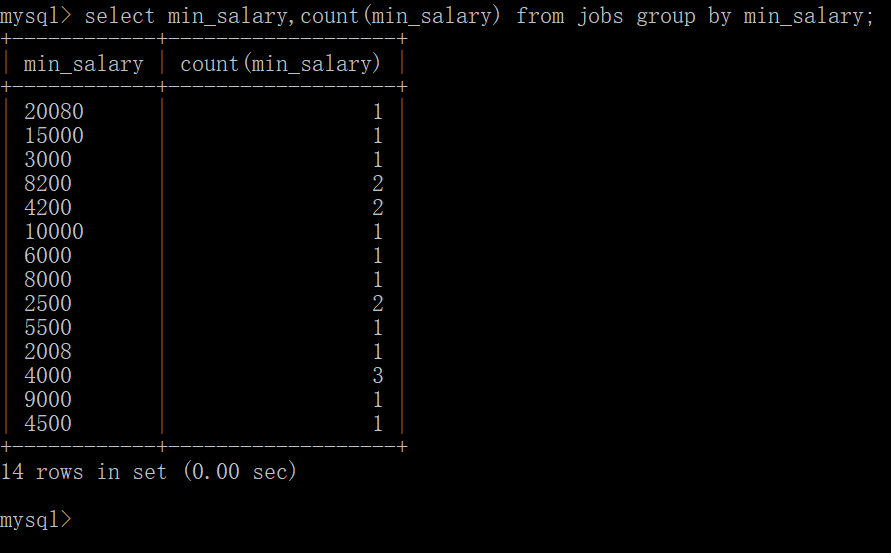 mysql> select min_salary,count(min_salary) from jobs group by min_salary;
+------------+-------------------+
| min_salary | count(min_salary) |
+------------+-------------------+
| 20080      |                 1 |
| 15000      |                 1 |
| 3000       |                 1 |
| 8200       |                 2 |
| 4200       |                 2 |
| 10000      |                 1 |
| 6000       |                 1 |
| 8000       |                 1 |
| 2500       |                 2 |
| 5500       |                 1 |
| 2008       |                 1 |
| 4000       |                 3 |
| 9000       |                 1 |
| 4500       |                 1 |
+------------+-------------------+
14 rows in set (0.00 sec)
mysql>